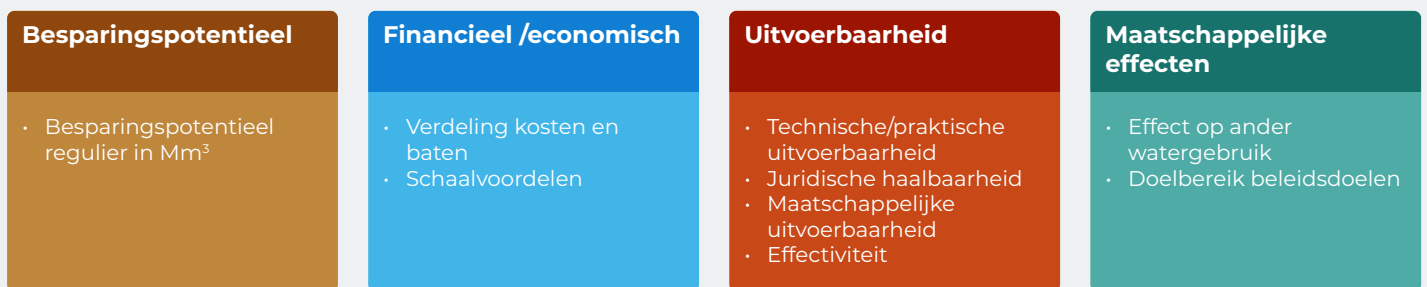 Besparingspotentieel
• Besparingspotentieel
regulier in Mm³
Financieel /economisch
• Verdeling kosten en
baten
• Schaalvoordelen
Uitvoerbaarheid
• Technische/praktische
uitvoerbaarheid
• Juridische haalbaarheid
• Maatschappelijke
uitvoerbaarheid
• Effectiviteit
Maatschappelijke
effecten
• Effect op ander
watergebruik
• Doelbereik beleidsdoelen